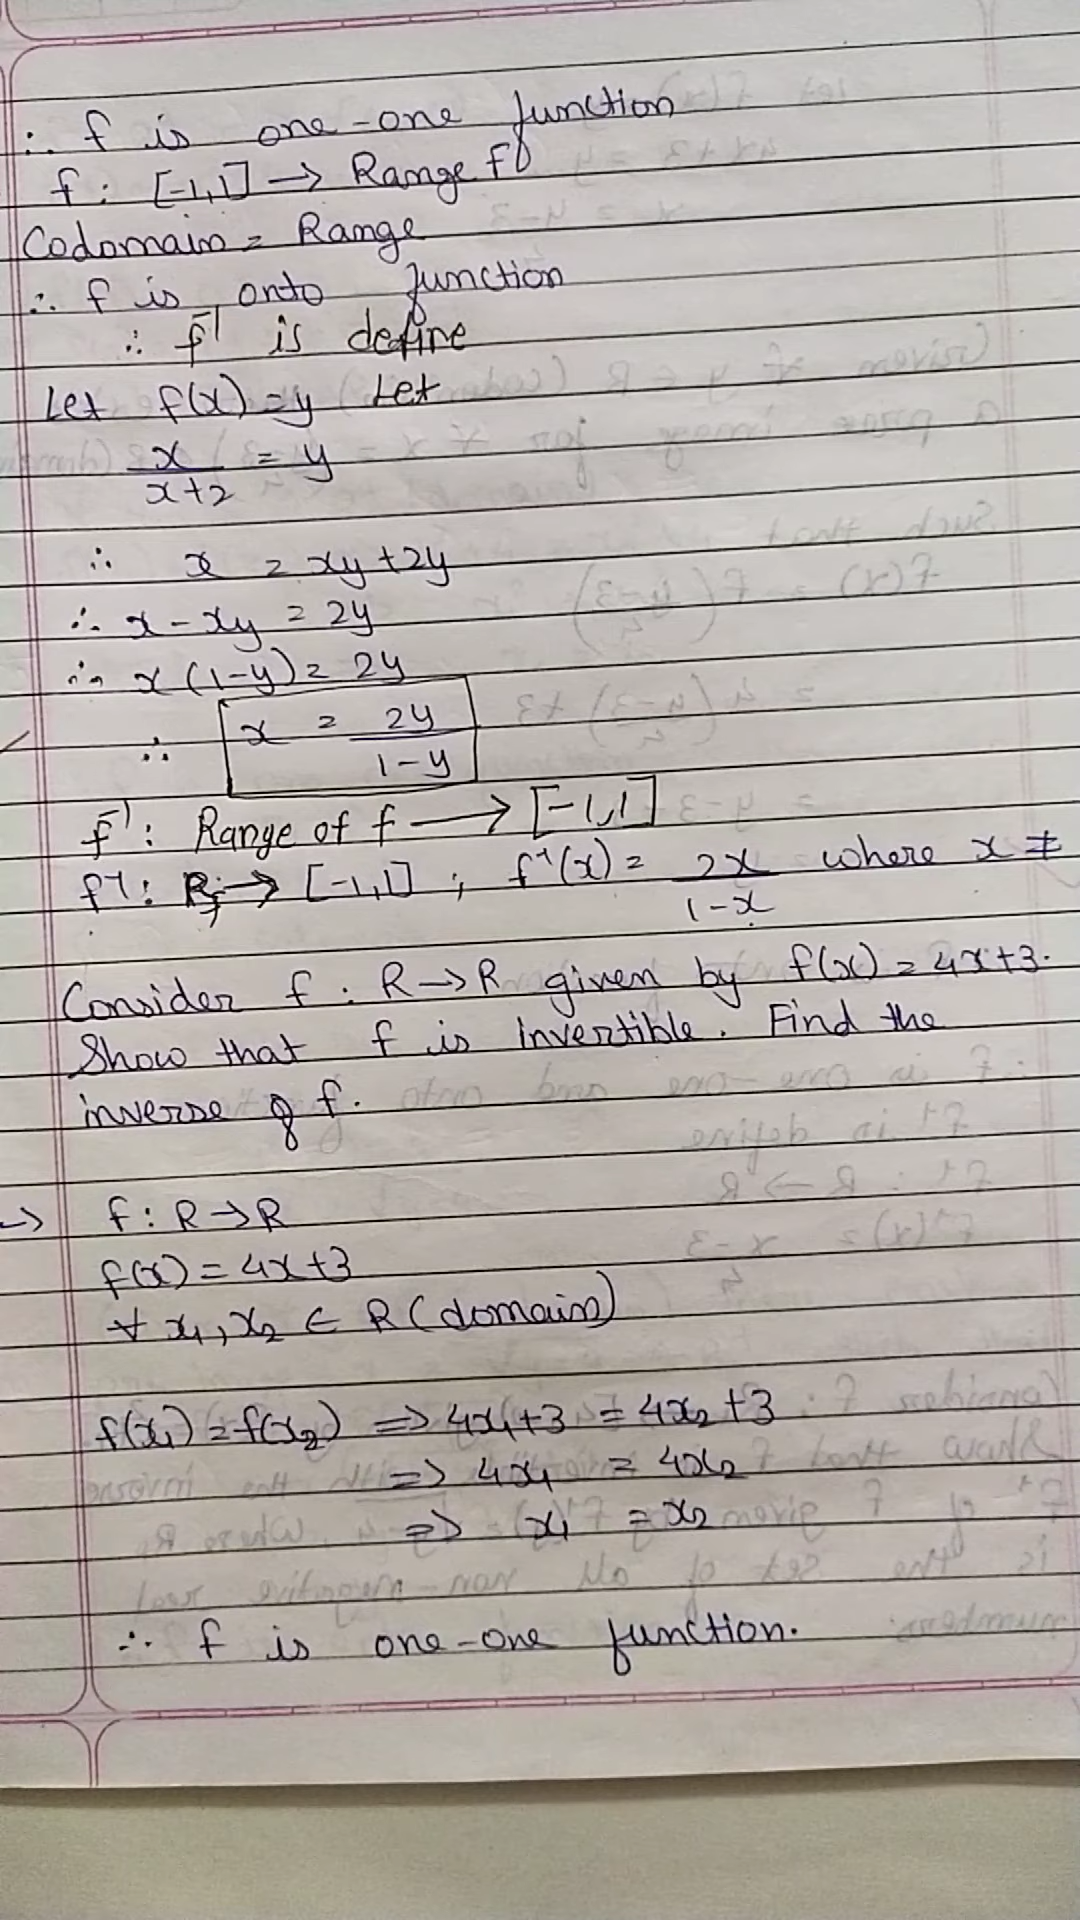 ∴ f is one-one function
f: [-1,1] → Range f
Codomain = Range
∴ f is onto function
∴ f⁻¹ is define
Let f(x) = y Let
x/(x+2) = y
∴ x = xy + 2y
∴ x - xy = 2y
∴ x (1-y) = 2y
∴ x = 2y/(1-y)
f⁻¹: Range of f → [-1,1]
f⁻¹: Rf → [-1,1] ; f⁻¹(x) = 2x/(1-x) where x ≠
Consider f : R→R given by f(x) = 4x+3.
Show that f is invertible. Find the
inverse of f.
→ f: R→R
f(x) = 4x+3
∀ x₁, x₂ ∈ R (domain)
f(x₁) = f(x₂) => 4x₁+3 = 4x₂+3
=> 4x₁ = 4x₂
=> x₁ = x₂
∴ f is one-one function.